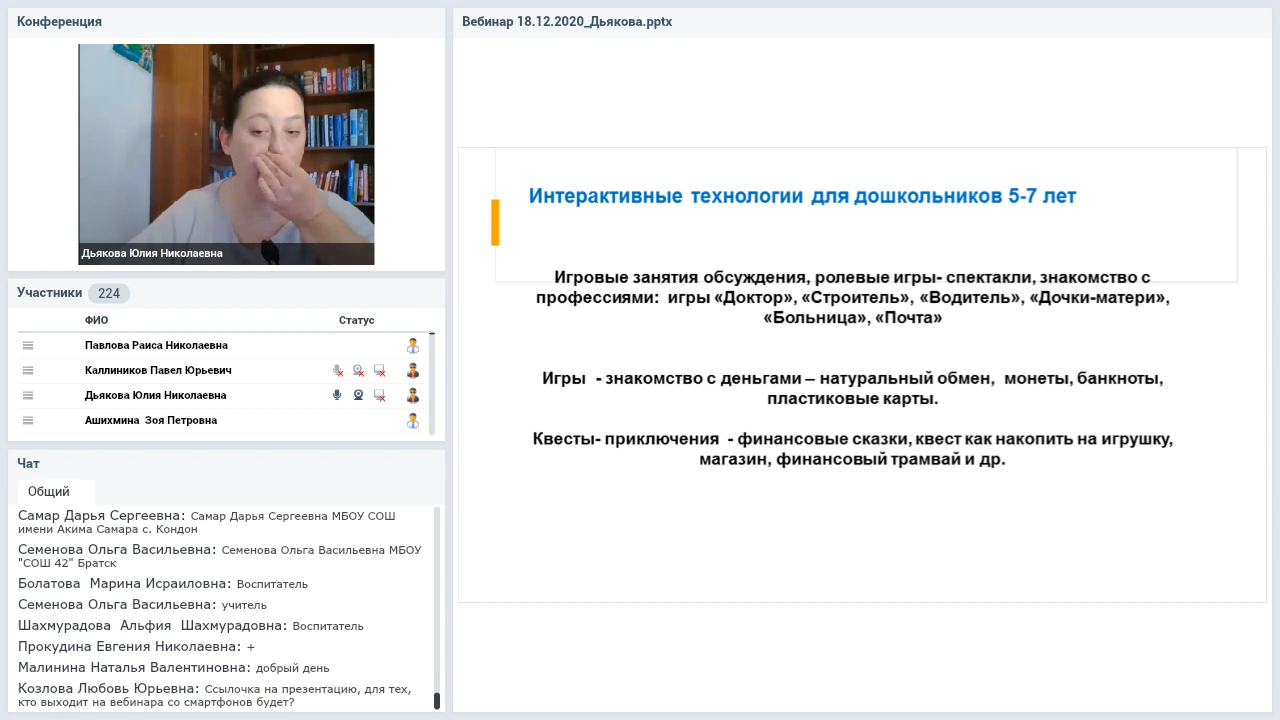 Конференция
Дьякова Юлия Николаевна
Участники 224
ФИО Статус
Павлова Раиса Николаевна
Каллиников Павел Юрьевич
Дьякова Юлия Николаевна
Ашихмина Зоя Петровна
Чат
Общий
Самар Дарья Сергеевна: Самар Дарья Сергеевна МБОУ СОШ
имени Акима Самара с. Кондон
Семенова Ольга Васильевна: Семенова Ольга Васильевна МБОУ
"СОШ 42" Братск
Болатова Марина Исраиловна: Воспитатель
Семенова Ольга Васильевна: учитель
Шахмурадова Альфия Шахмурадовна: Воспитатель
Прокудина Евгения Николаевна: +
Малинина Наталья Валентиновна: добрый день
Козлова Любовь Юрьевна: Ссылочка на презентацию, для тех,
кто выходит на вебинара со смартфонов будет?
Вебинар 18.12.2020_Дьякова.pptx
Интерактивные технологии для дошкольников 5-7 лет
Игровые занятия обсуждения, ролевые игры- спектакли, знакомство с
профессиями: игры «Доктор», «Строитель», «Водитель», «Дочки-матери»,
«Больница», «Почта»
Игры - знакомство с деньгами – натуральный обмен, монеты, банкноты,
пластиковые карты.
Квесты- приключения - финансовые сказки, квест как накопить на игрушку,
магазин, финансовый трамвай и др.